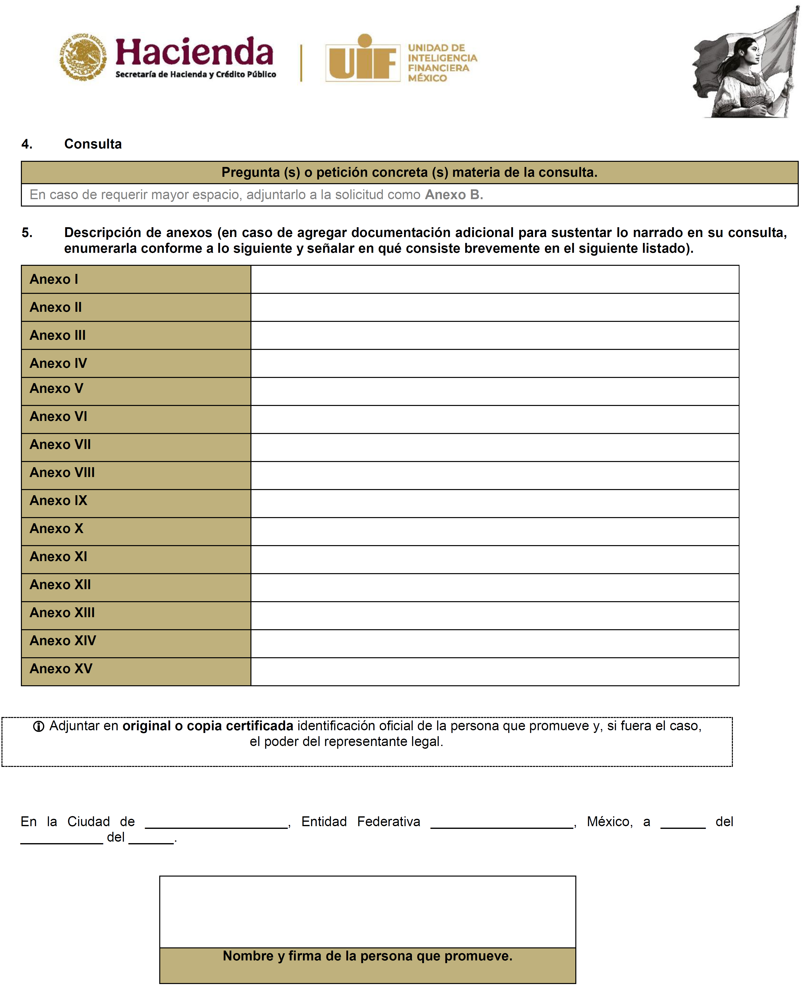 ESTADOS UNIDOS MEXICANOS
Hacienda
Secretaría de Hacienda y Crédito Público
UIF
UNIDAD DE
INTELIGENCIA
FINANCIERA
MÉXICO
4. Consulta
Pregunta (s) o petición concreta (s) materia de la consulta.
En caso de requerir mayor espacio, adjuntarlo a la solicitud como Anexo B.
5. Descripción de anexos (en caso de agregar documentación adicional para sustentar lo narrado en su consulta,
enumerarla conforme a lo siguiente y señalar en qué consiste brevemente en el siguiente listado).
Anexo I
Anexo II
Anexo III
Anexo IV
Anexo V
Anexo VI
Anexo VII
Anexo VIII
Anexo IX
Anexo X
Anexo XI
Anexo XII
Anexo XIII
Anexo XIV
Anexo XV
🛈 Adjuntar en original o copia certificada identificación oficial de la persona que promueve y, si fuera el caso,
el poder del representante legal.
En la Ciudad de ___________________, Entidad Federativa ___________________, México, a ______ del
___________ del ______.
Nombre y firma de la persona que promueve.